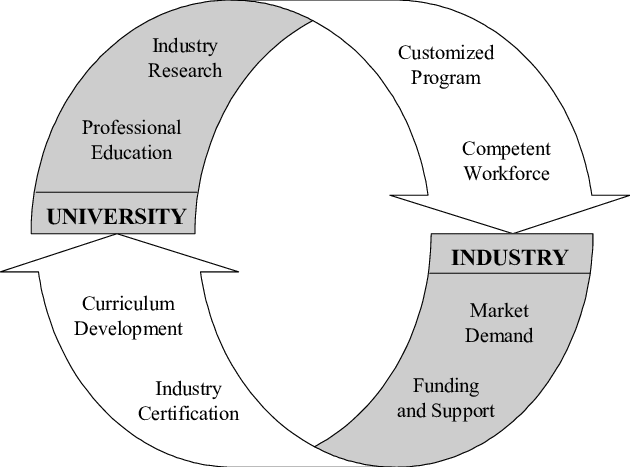 Industry
Research
Professional
Education
UNIVERSITY
Customized
Program
Competent
Workforce
INDUSTRY
Market
Demand
Funding
and Support
Curriculum
Development
Industry
Certification